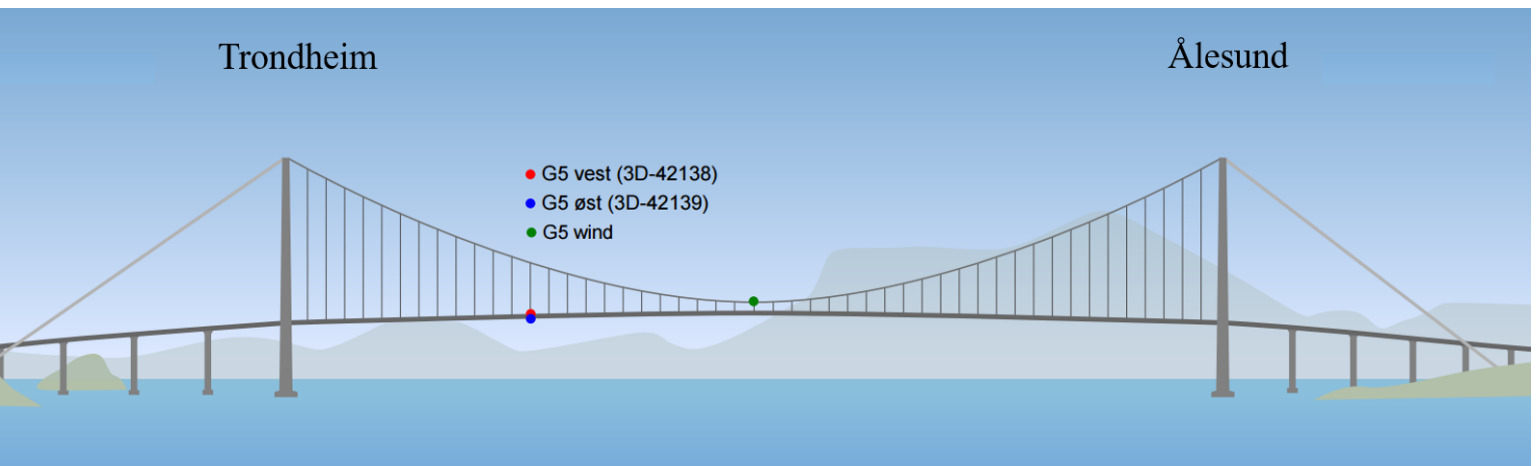 Trondheim
Ålesund
G5 vest (3D-42138)
G5 øst (3D-42139)
G5 wind